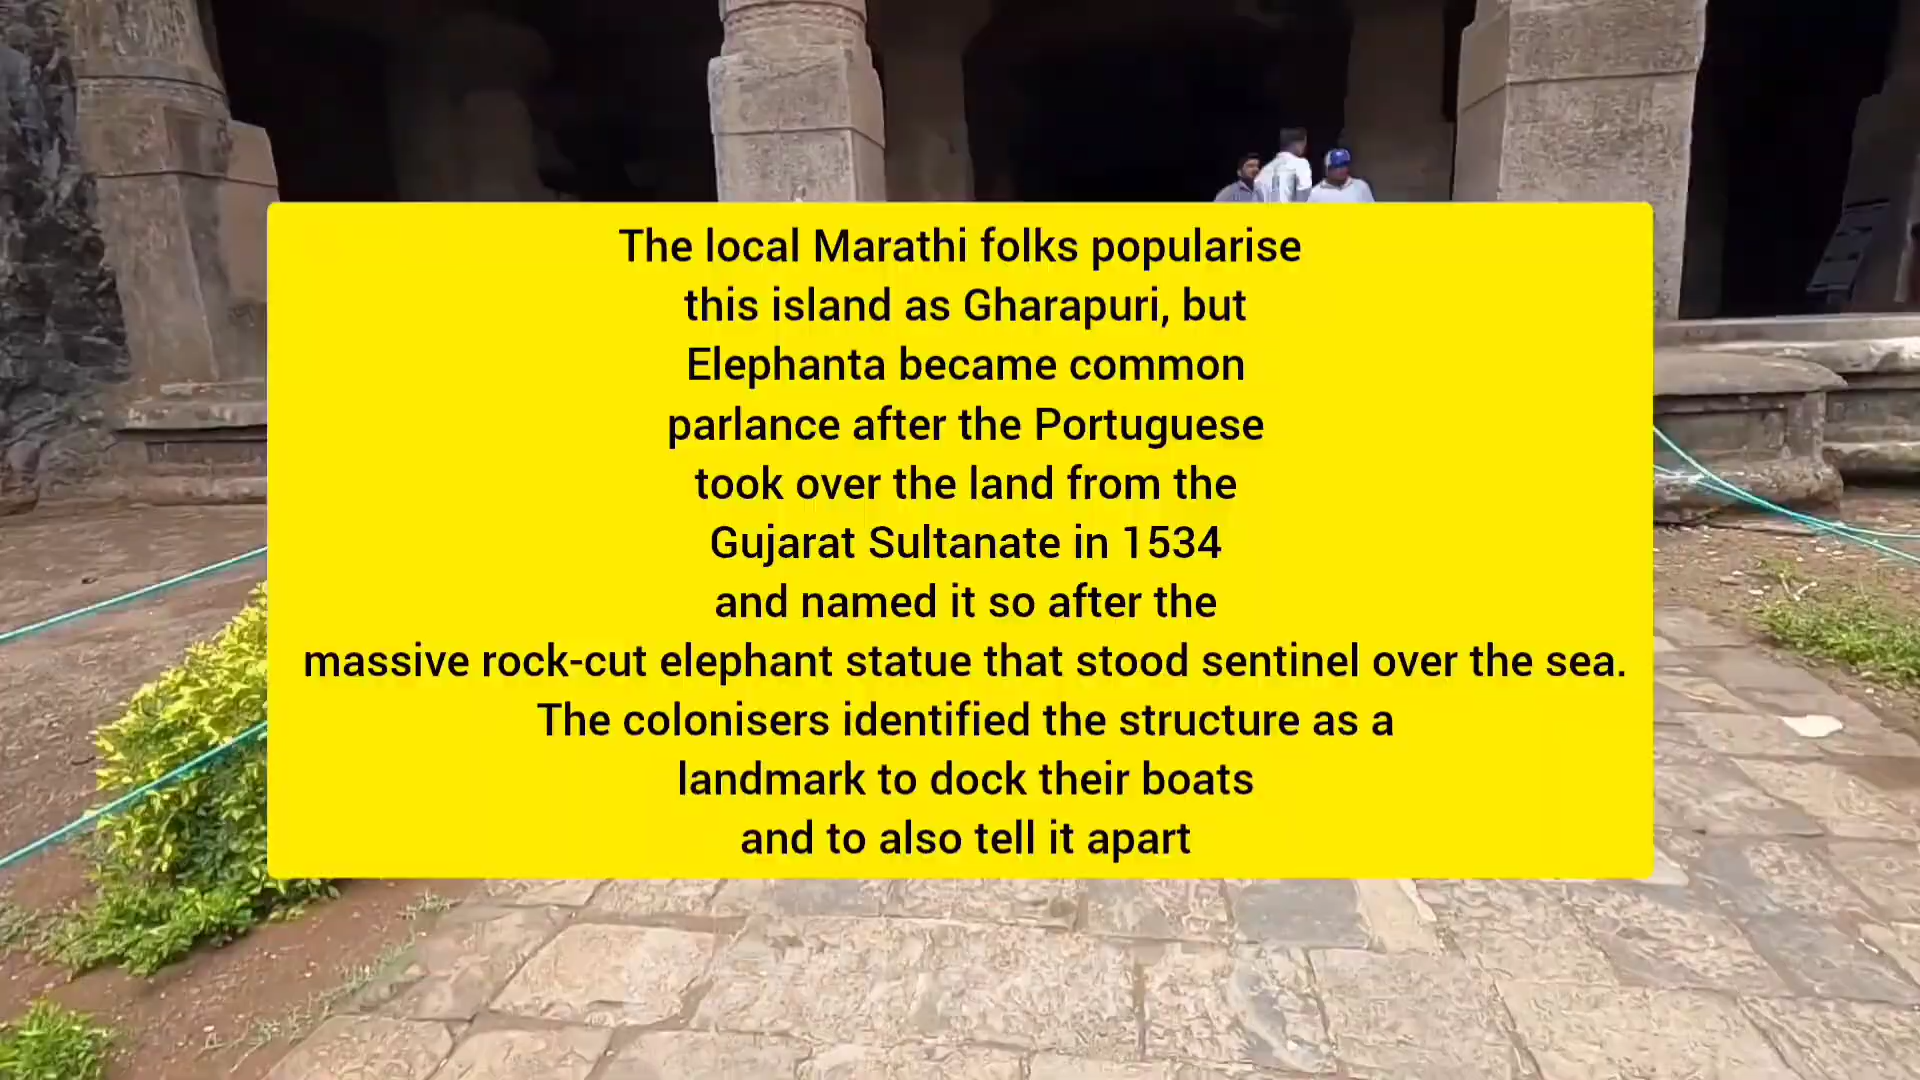 The local Marathi folks popularise
this island as Gharapuri, but
Elephanta became common
parlance after the Portuguese
took over the land from the
Gujarat Sultanate in 1534
and named it so after the
massive rock-cut elephant statue that stood sentinel over the sea.
The colonisers identified the structure as a
landmark to dock their boats
and to also tell it apart